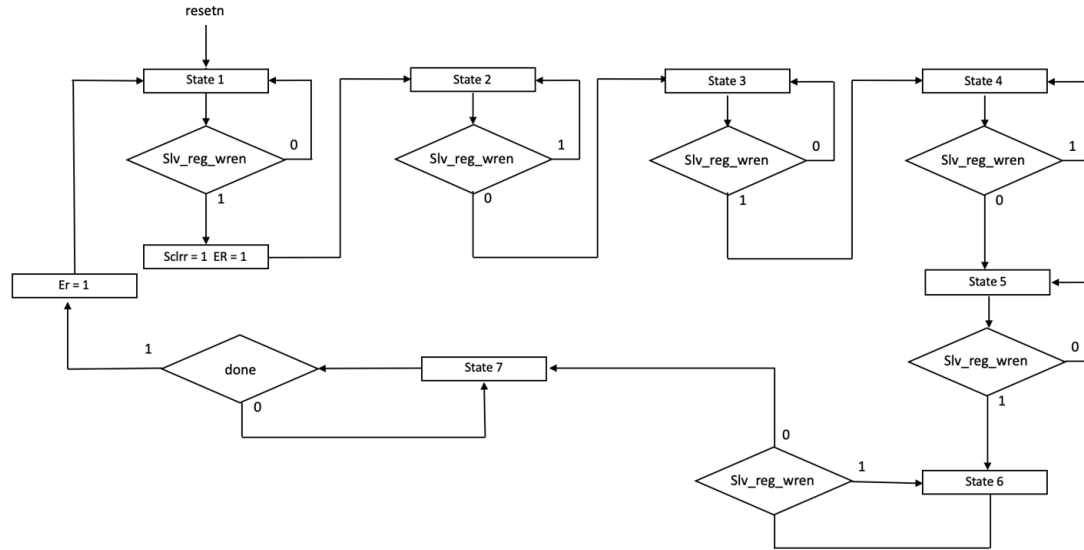 resetn
State 1
State 2
State 3
State 4
Slv_reg_wren
0
1
Slv_reg_wren
1
0
Slv_reg_wren
0
1
Slv_reg_wren
1
0
Sclrr = 1 ER = 1
Er = 1
State 5
Slv_reg_wren
0
1
1
done
0
State 7
0
Slv_reg_wren
1
State 6